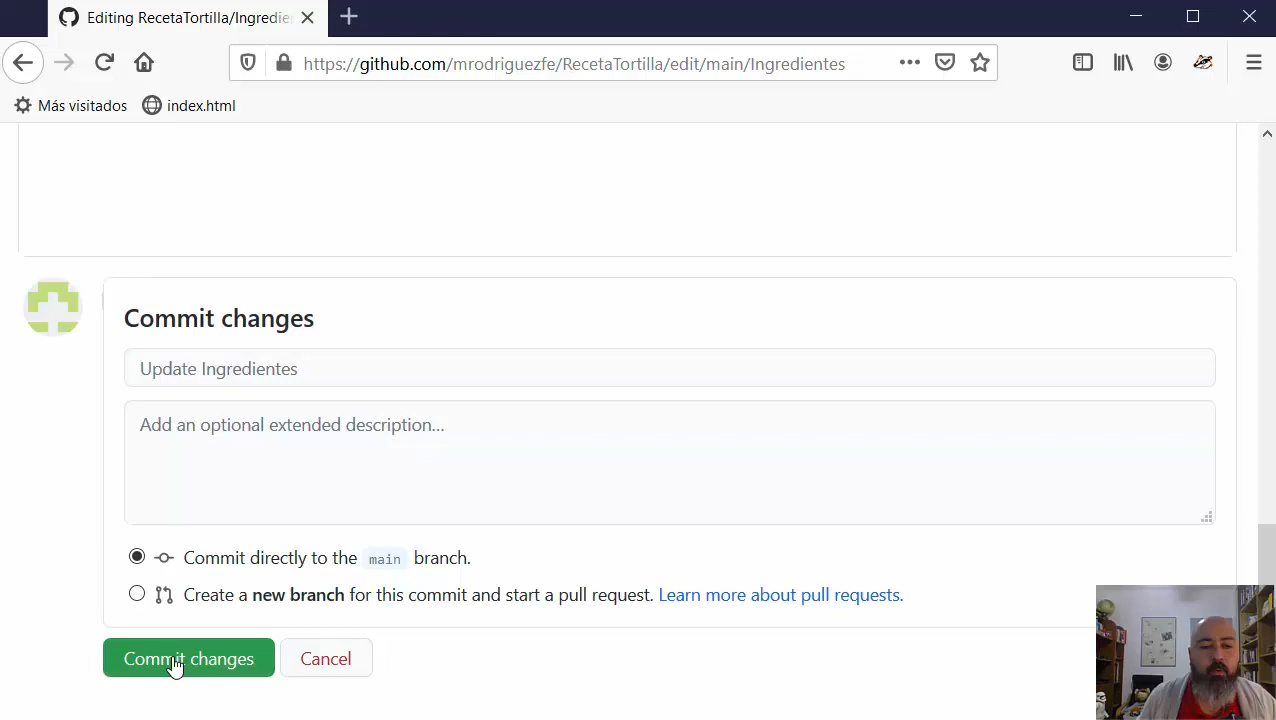 Editing RecetaTortilla/Ingredie
https://github.com/mrodriguezfe/RecetaTortilla/edit/main/Ingredientes
Más visitados
index.html
Commit changes
Update Ingredientes
Add an optional extended description...
Commit directly to the main branch.
Create a new branch for this commit and start a pull request. Learn more about pull requests.
Commit changes
Cancel